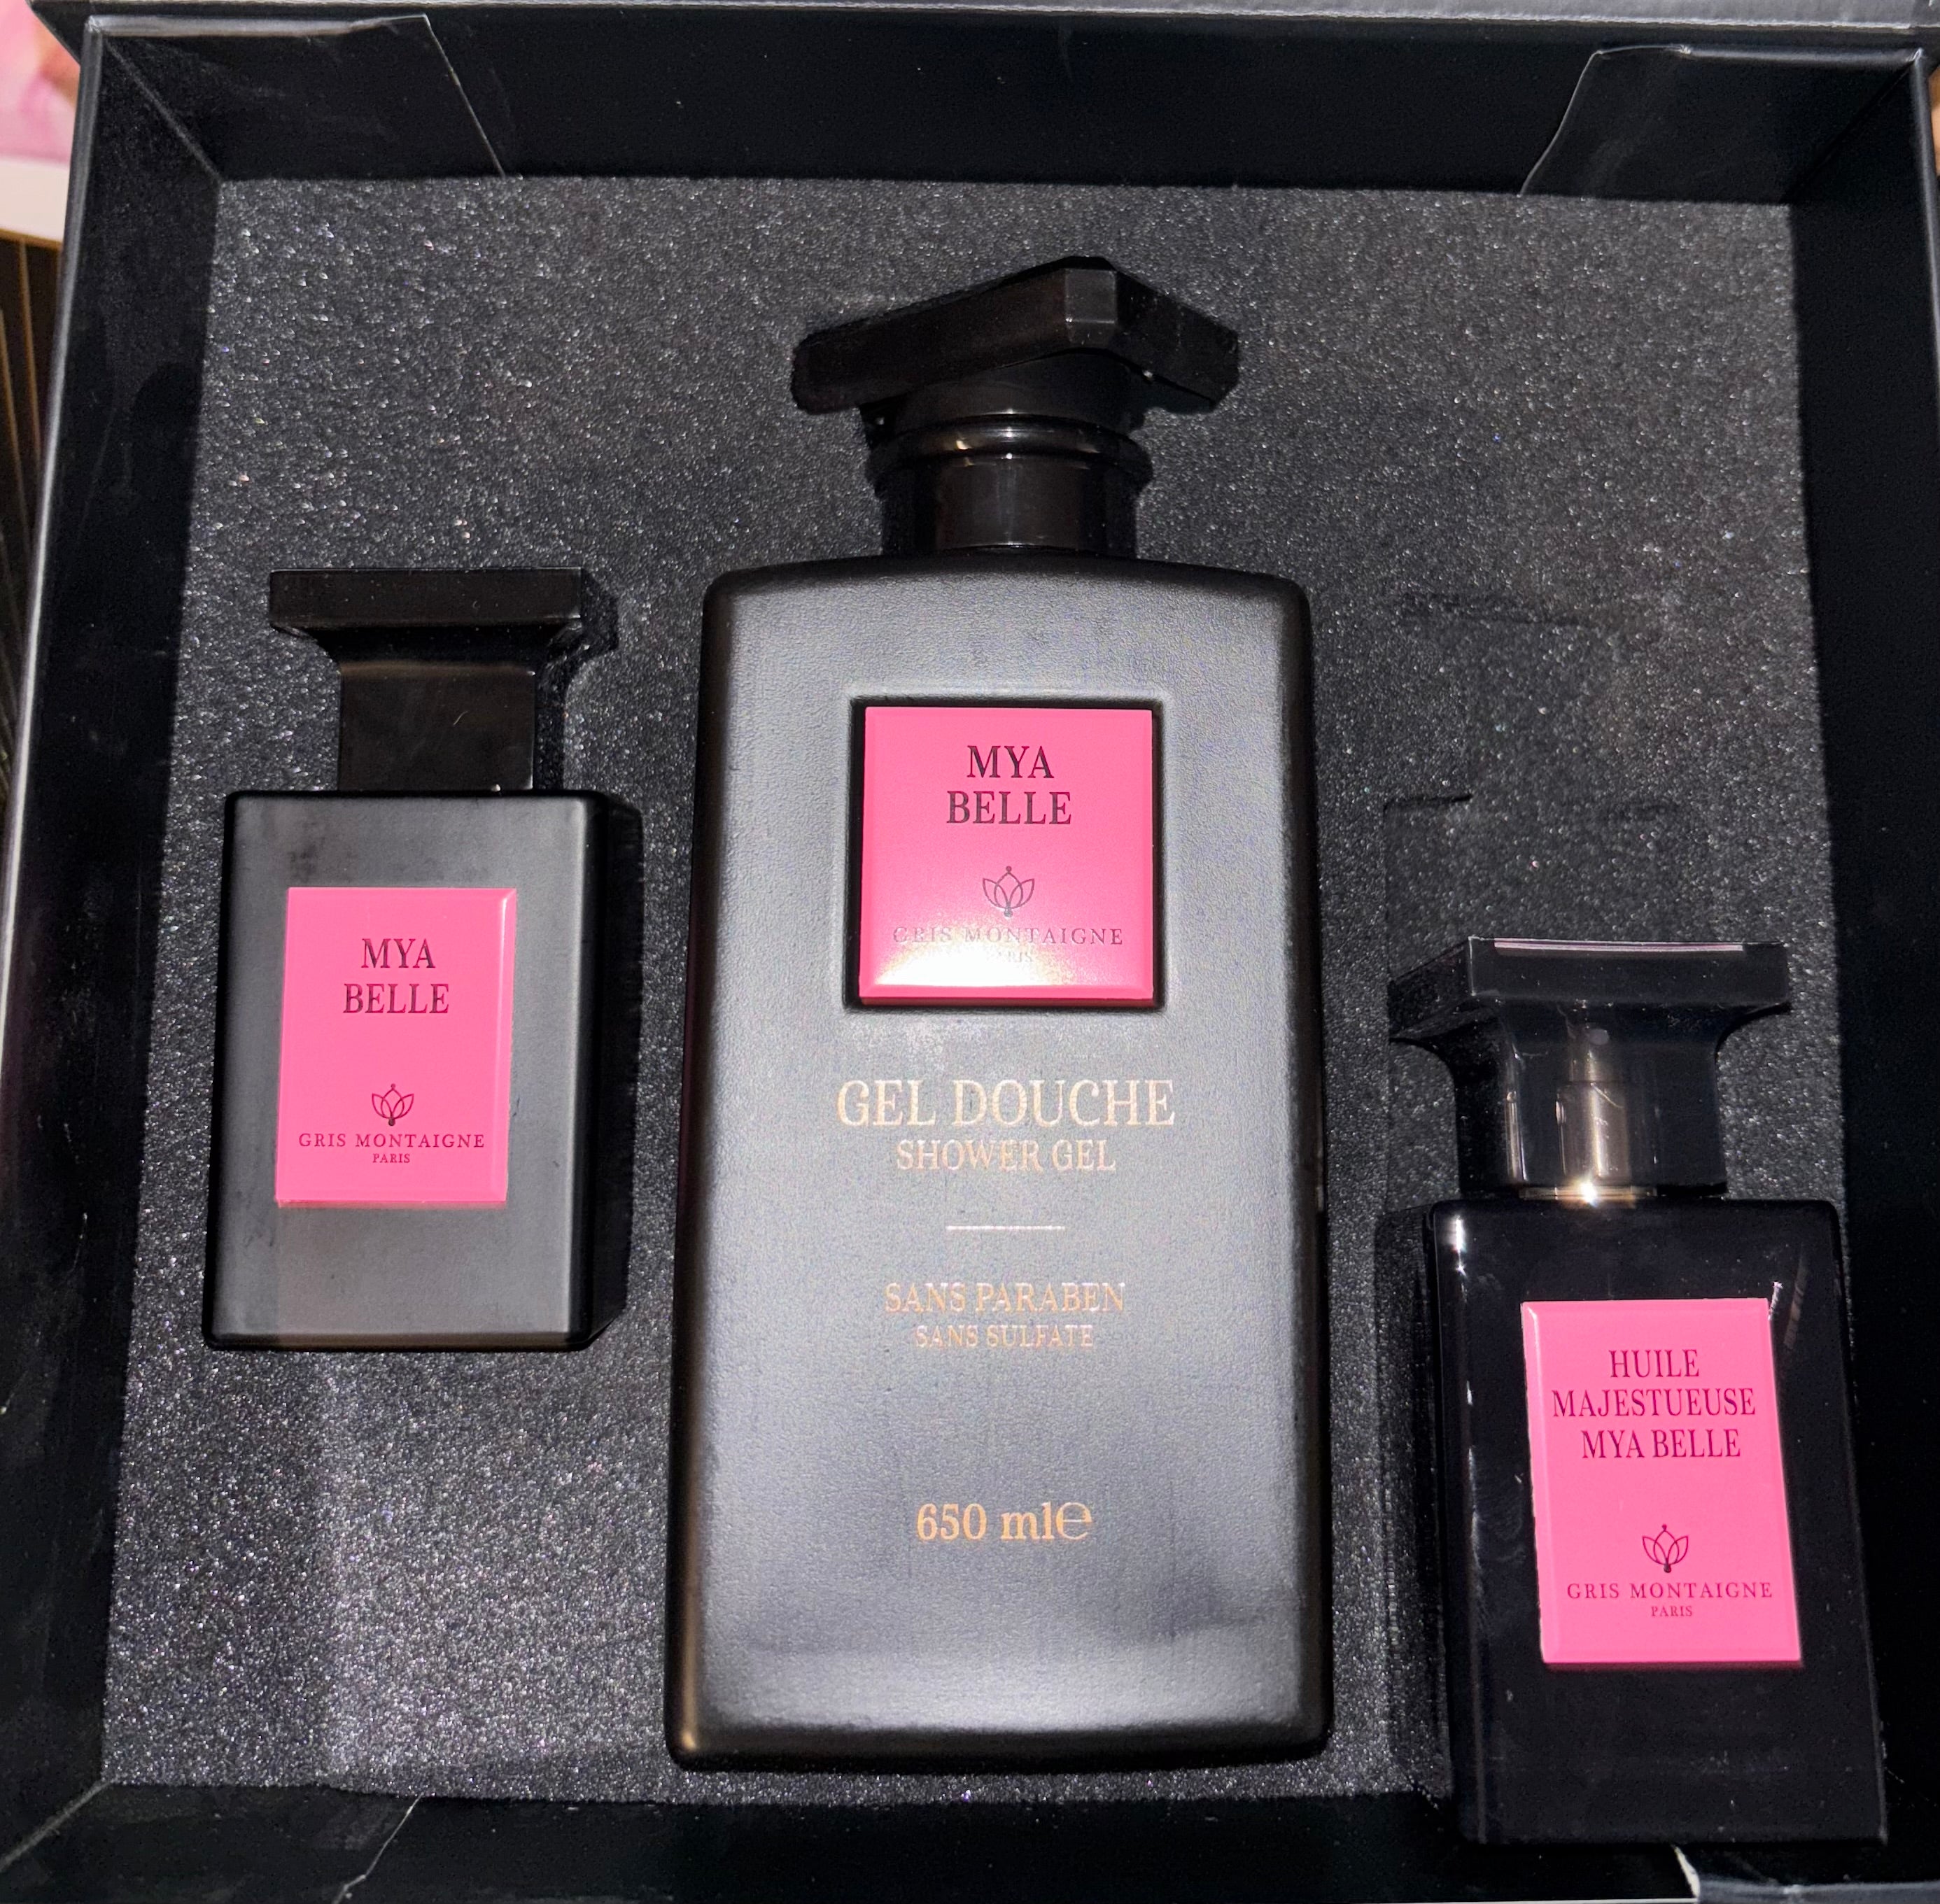 MYA
BELLE
GRIS MONTAIGNE
PARIS
MYA
BELLE
GRIS MONTAIGNE
PARIS
GEL DOUCHE
SHOWER GEL
SANS PARABEN
SANS SULFATE
650 ml℮
HUILE
MAJESTUEUSE
MYA BELLE
GRIS MONTAIGNE
PARIS